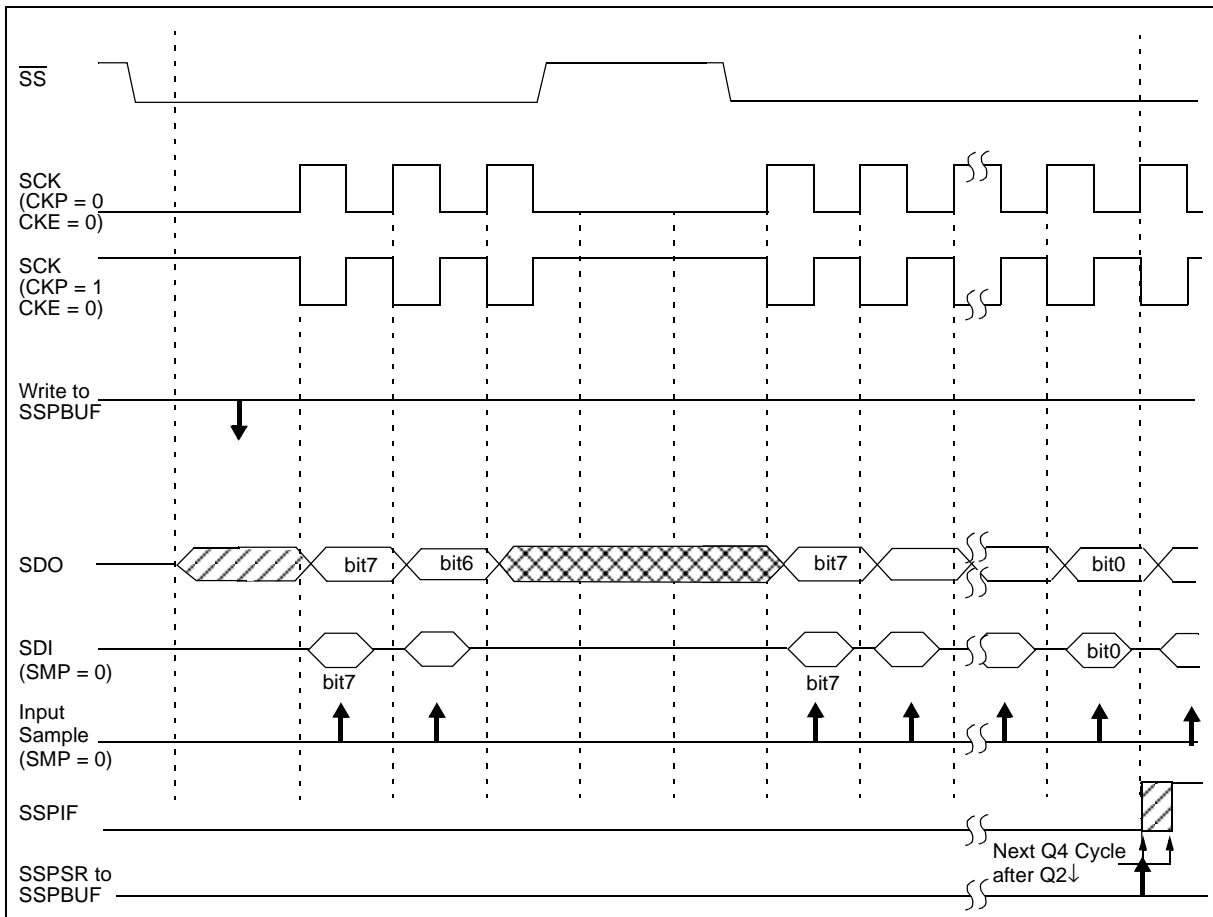 SS
SCK
(CKP = 0
CKE = 0)
SCK
(CKP = 1
CKE = 0)
Write to
SSPBUF
SDO
bit7
bit6
bit7
bit0
SDI
(SMP = 0)
bit7
bit7
bit0
Input
Sample
(SMP = 0)
SSPIF
Next Q4 Cycle
after Q2↓
SSPSR to
SSPBUF